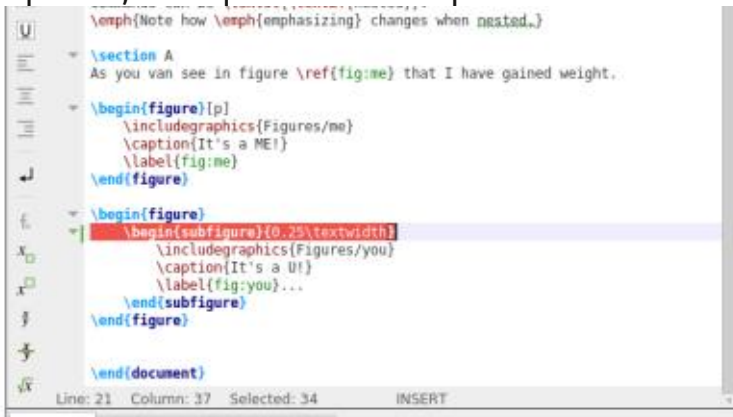 \emph{Note how \emph{emphasizing} changes when nested.}
\section A
As you van see in figure \ref{fig:me} that I have gained weight.
\begin{figure}[p]
\includegraphics{Figures/me}
\caption{It's a ME!}
\label{fig:me}
\end{figure}
\begin{figure}
\begin{subfigure}{0.25\textwidth}
\includegraphics{Figures/you}
\caption{It's a U!}
\label{fig:you}...
\end{subfigure}
\end{figure}
\end{document}
Line: 21 Column: 37 Selected: 34 INSERT